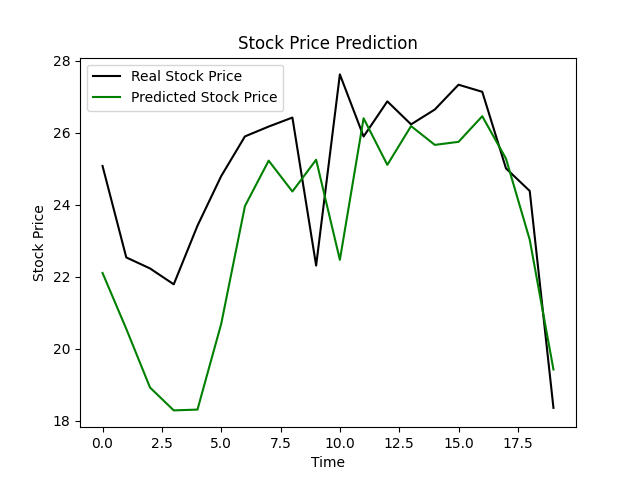 Stock Price Prediction
Real Stock Price
Predicted Stock Price
Stock Price
28
26
24
22
20
18
0.0 2.5 5.0 7.5 10.0 12.5 15.0 17.5
Time